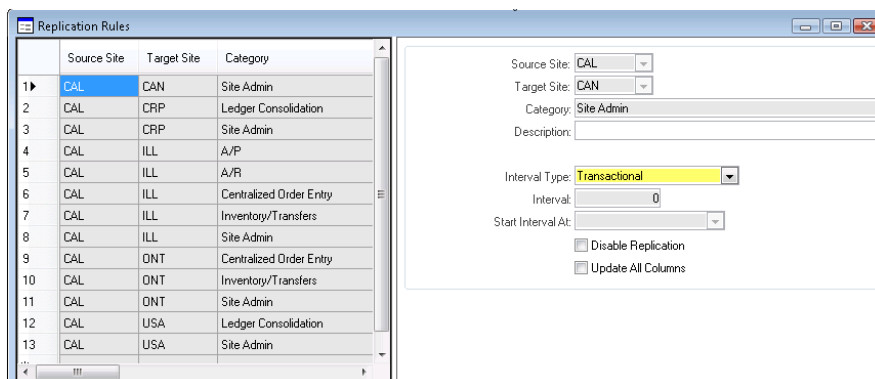 Replication Rules
Source Site Target Site Category
1 CAL CAN Site Admin
2 CAL CRP Ledger Consolidation
3 CAL CRP Site Admin
4 CAL ILL A/P
5 CAL ILL A/R
6 CAL ILL Centralized Order Entry
7 CAL ILL Inventory/Transfers
8 CAL ILL Site Admin
9 CAL ONT Centralized Order Entry
10 CAL ONT Inventory/Transfers
11 CAL ONT Site Admin
12 CAL USA Ledger Consolidation
13 CAL USA Site Admin
Source Site: CAL
Target Site: CAN
Category: Site Admin
Description:
Interval Type: Transactional
Interval: 0
Start Interval At:
Disable Replication
Update All Columns